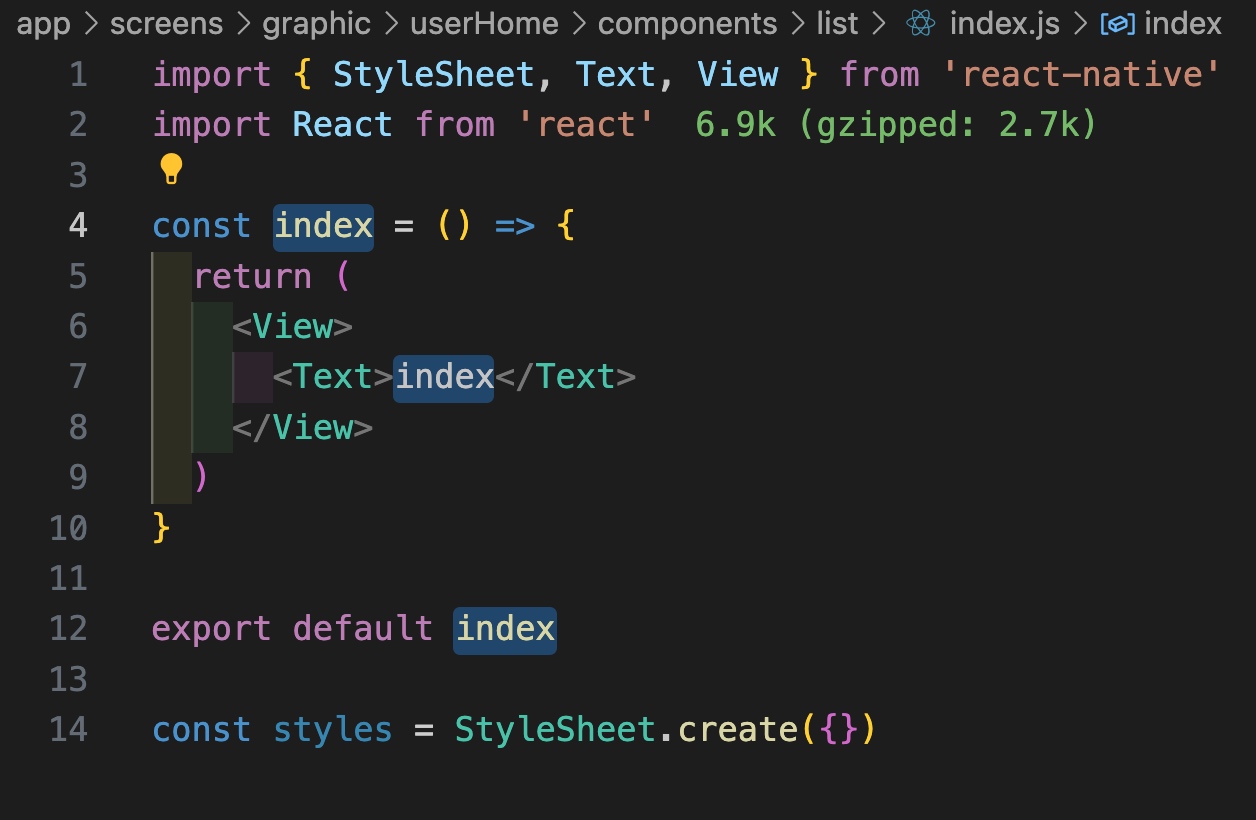 app > screens > graphic > userHome > components > list > index.js > index
1 import { StyleSheet, Text, View } from 'react-native'
2 import React from 'react' 6.9k (gzipped: 2.7k)
3
4 const index = () => {
5   return (
6     <View>
7       <Text>index</Text>
8     </View>
9   )
10 }
11
12 export default index
13
14 const styles = StyleSheet.create({})